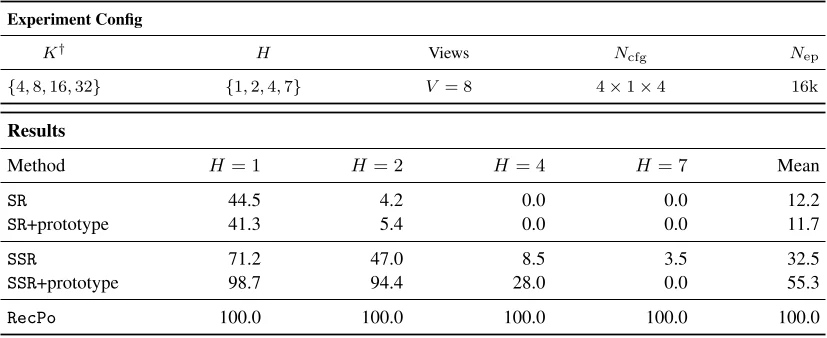 Experiment Config
K† H Views N_cfg N_ep
{4, 8, 16, 32} {1, 2, 4, 7} V = 8 4 × 1 × 4 16k
Results
Method H = 1 H = 2 H = 4 H = 7 Mean
SR 44.5 4.2 0.0 0.0 12.2
SR+prototype 41.3 5.4 0.0 0.0 11.7
SSR 71.2 47.0 8.5 3.5 32.5
SSR+prototype 98.7 94.4 28.0 0.0 55.3
RecPo 100.0 100.0 100.0 100.0 100.0